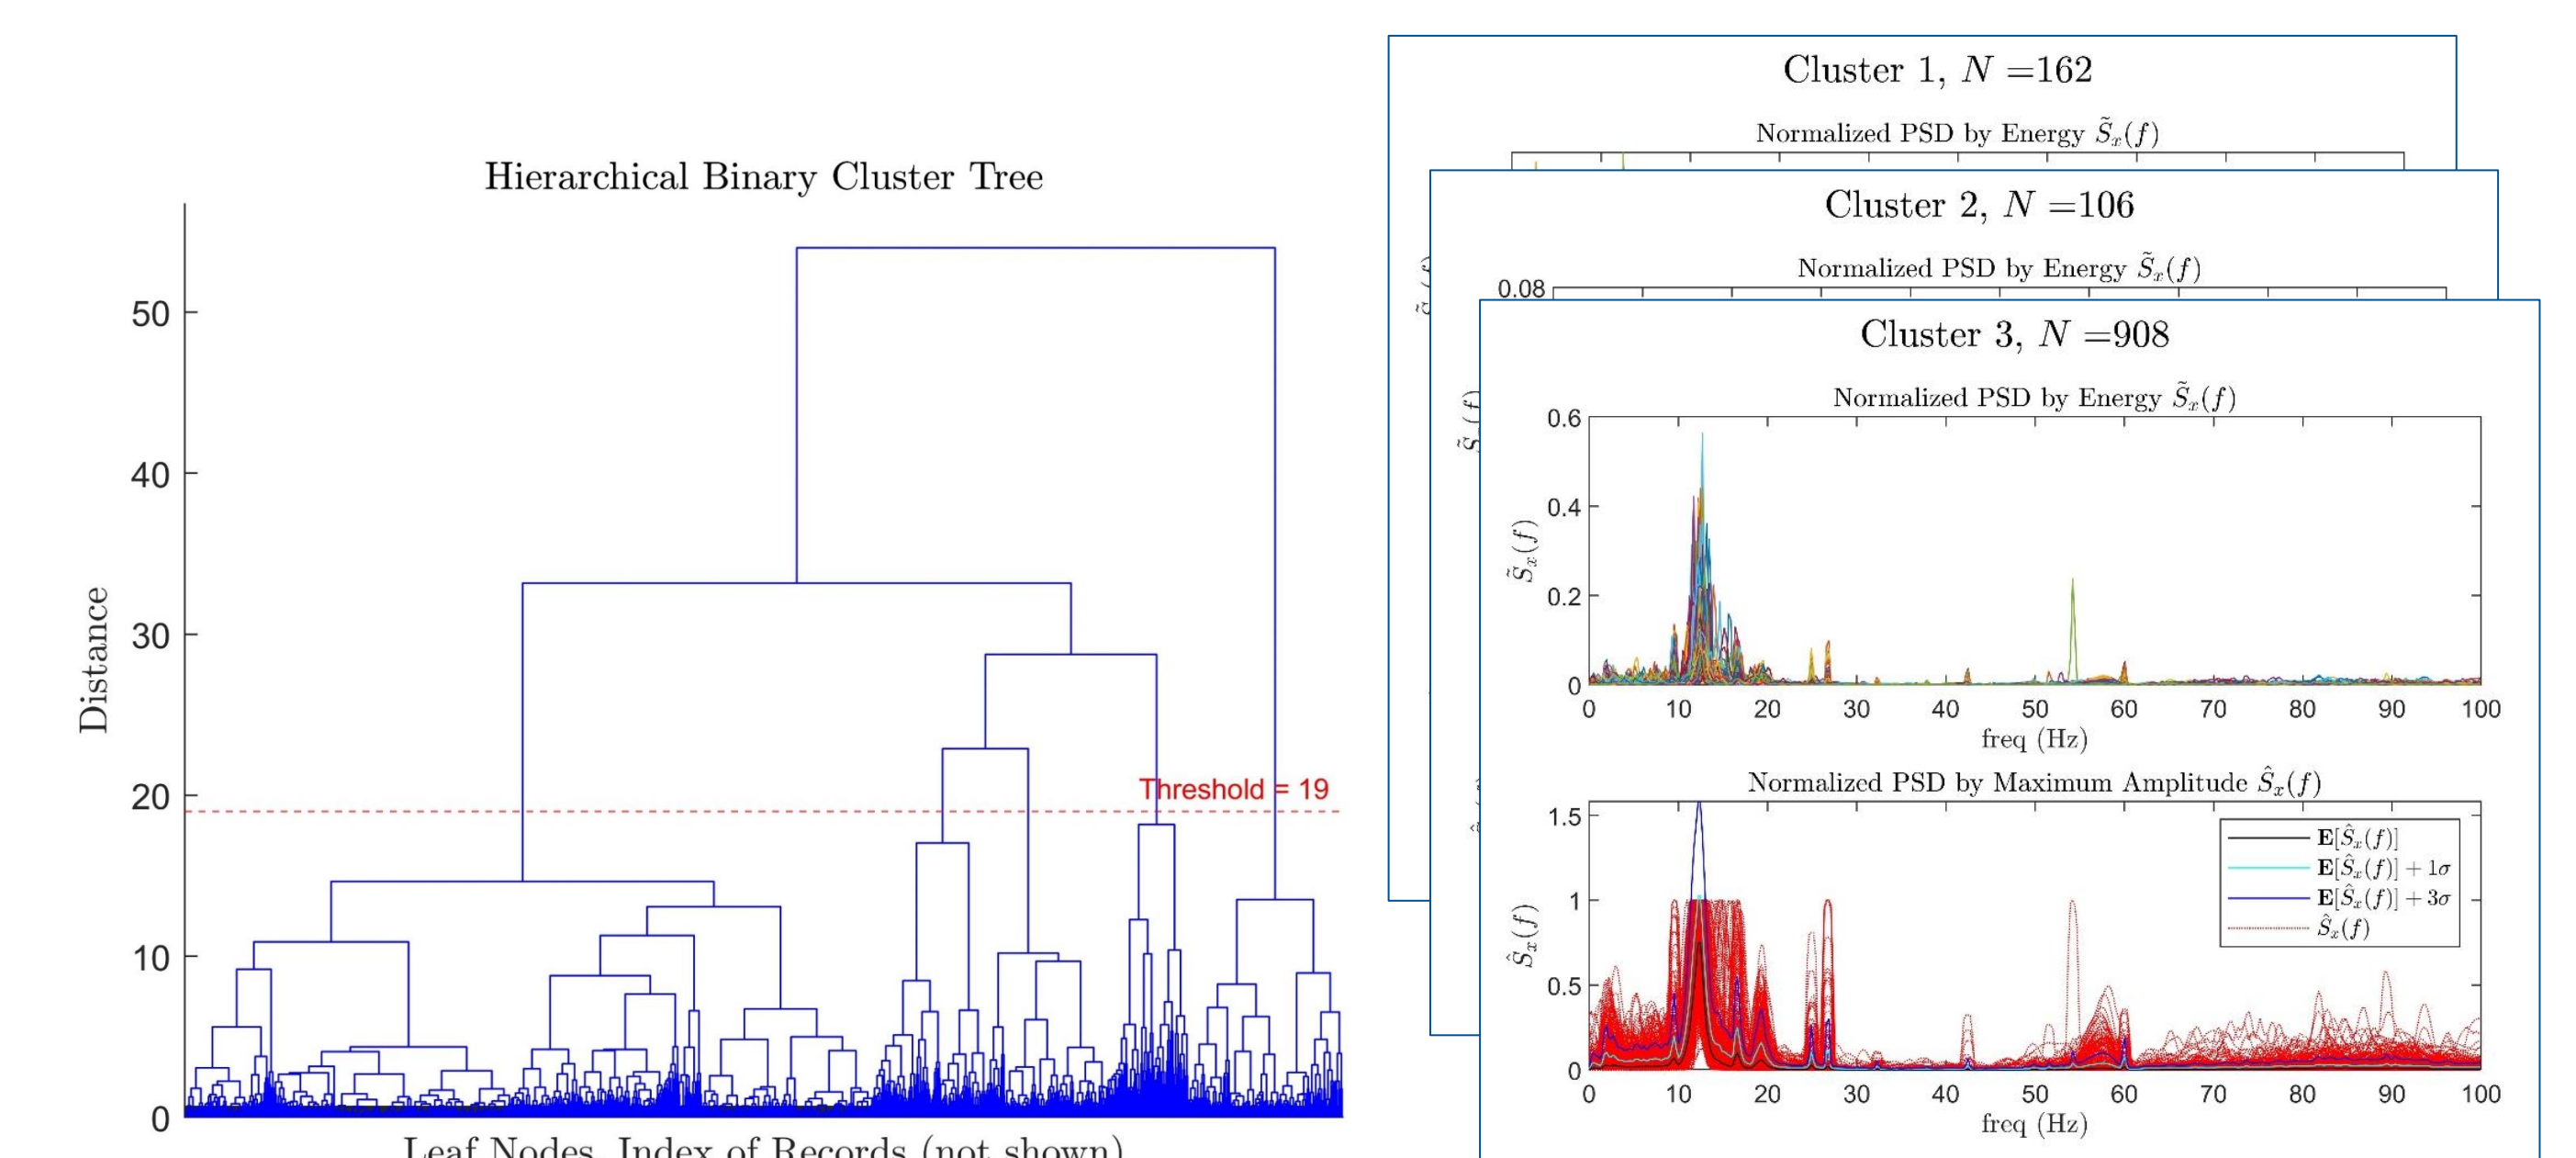 Hierarchical Binary Cluster Tree
Distance
50
40
30
20
10
0
Threshold = 19
Leaf Nodes, Index of Records (not shown)
Cluster 1, N =162
Normalized PSD by Energy S̃ₓ(f)
Cluster 2, N =106
Normalized PSD by Energy S̃ₓ(f)
0.08
S̃ₓ(f)
Cluster 3, N =908
Normalized PSD by Energy S̃ₓ(f)
S̃ₓ(f)
0.6
0.4
0.2
0
0 10 20 30 40 50 60 70 80 90 100
freq (Hz)
Normalized PSD by Maximum Amplitude Ŝₓ(f)
Ŝₓ(f)
1.5
1
0.5
0
E[Ŝₓ(f)]
E[Ŝₓ(f)] + 1σ
E[Ŝₓ(f)] + 3σ
Ŝₓ(f)
0 10 20 30 40 50 60 70 80 90 100
freq (Hz)